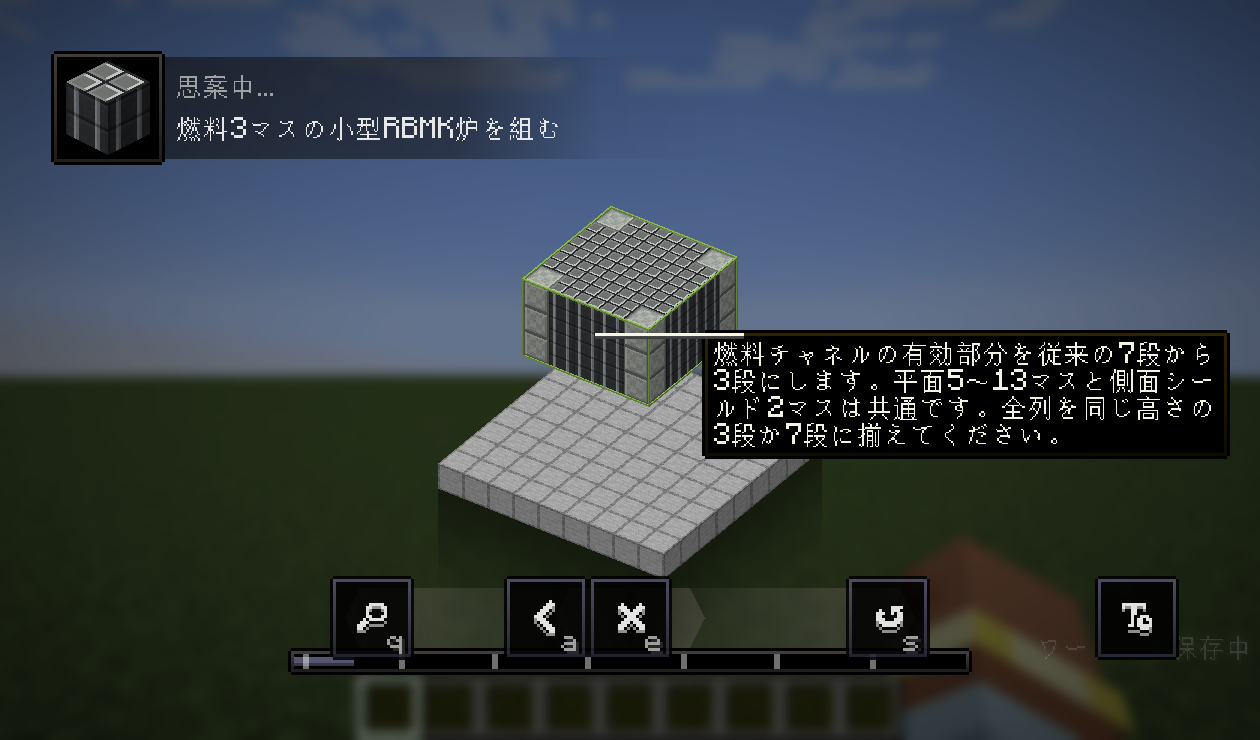 思案中...
燃料3マスの小型RBMK炉を組む
燃料チャネルの有効部分を従来の7段から
3段にします。平面5～13マスと側面シー
ルド2マスは共通です。全列を同じ高さの
3段か7段に揃えてください。
q
a
e
s
ワー
保存中